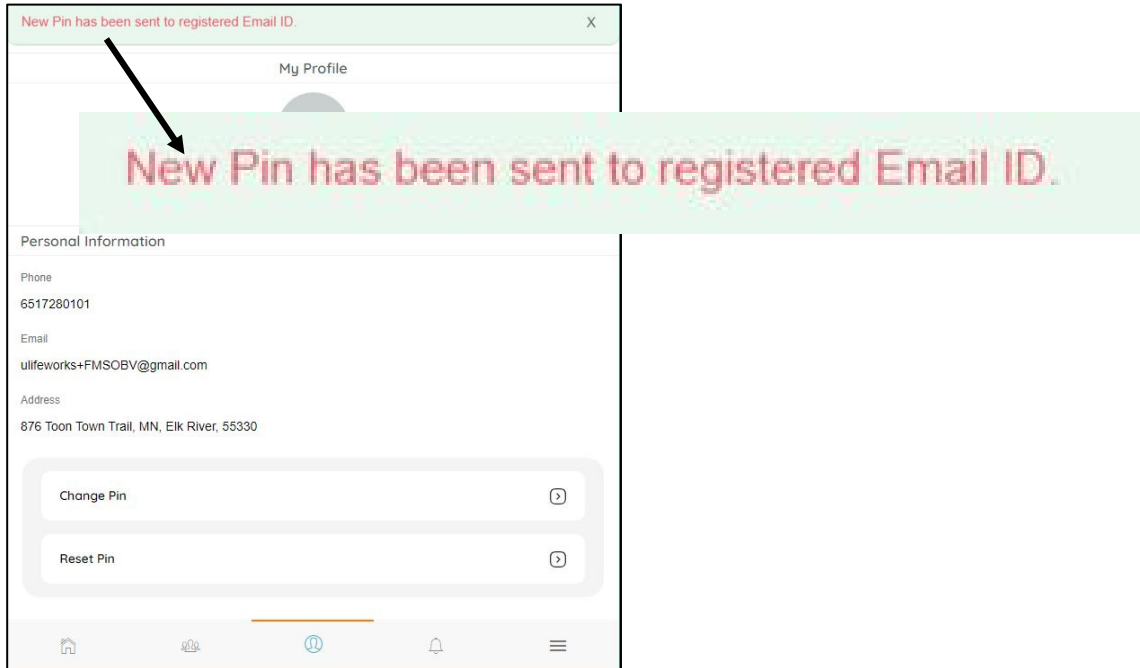 New Pin has been sent to registered Email ID. X
My Profile
New Pin has been sent to registered Email ID.
Personal Information
Phone
6517280101
Email
ulifeworks+FMSOBV@gmail.com
Address
876 Toon Town Trail, MN, Elk River, 55330
Change Pin
Reset Pin